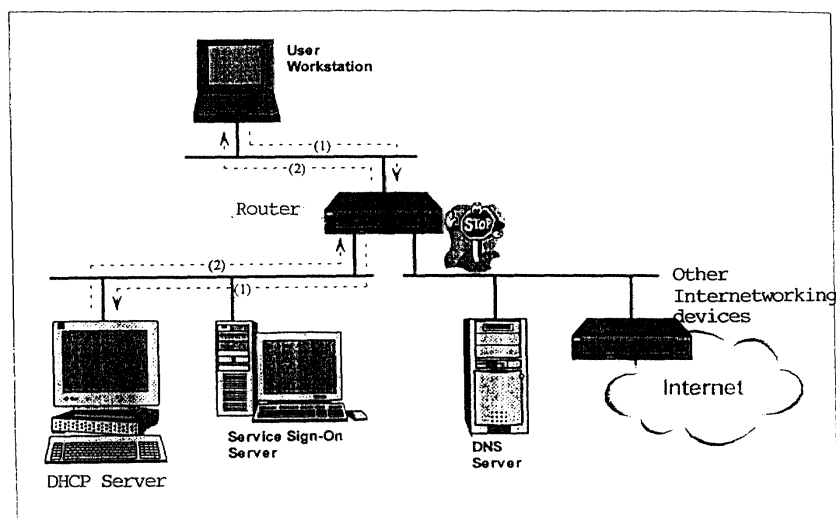 User
Workstation
(1)
(2)
Router
STOP
(2)
(1)
Other
Internetworking
devices
Internet
Service Sign-On
Server
DNS
Server
DHCP Server